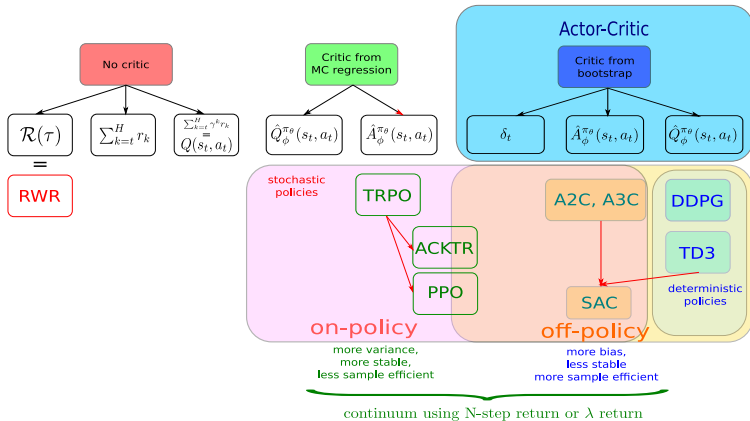 Actor-Critic
No critic
Critic from
MC regression
Critic from
bootstrap
$\mathcal{R}(\tau)$
$\sum_{k=t}^{H} r_k$
$\sum_{k=t}^{H} \gamma^k r_k$
=
$Q(s_t, a_t)$
$\hat{Q}_{\phi}^{\pi_\theta}(s_t, a_t)$
$\hat{A}_{\phi}^{\pi_\theta}(s_t, a_t)$
$\delta_t$
$\hat{A}_{\phi}^{\pi_\theta}(s_t, a_t)$
$\hat{Q}_{\phi}^{\pi_\theta}(s_t, a_t)$
=
RWR
stochastic
policies
TRPO
A2C, A3C
DDPG
ACKTR
TD3
PPO
SAC
deterministic
policies
on-policy
off-policy
more variance,
more stable,
less sample efficient
more bias,
less stable
more sample efficient
continuum using N-step return or λ return